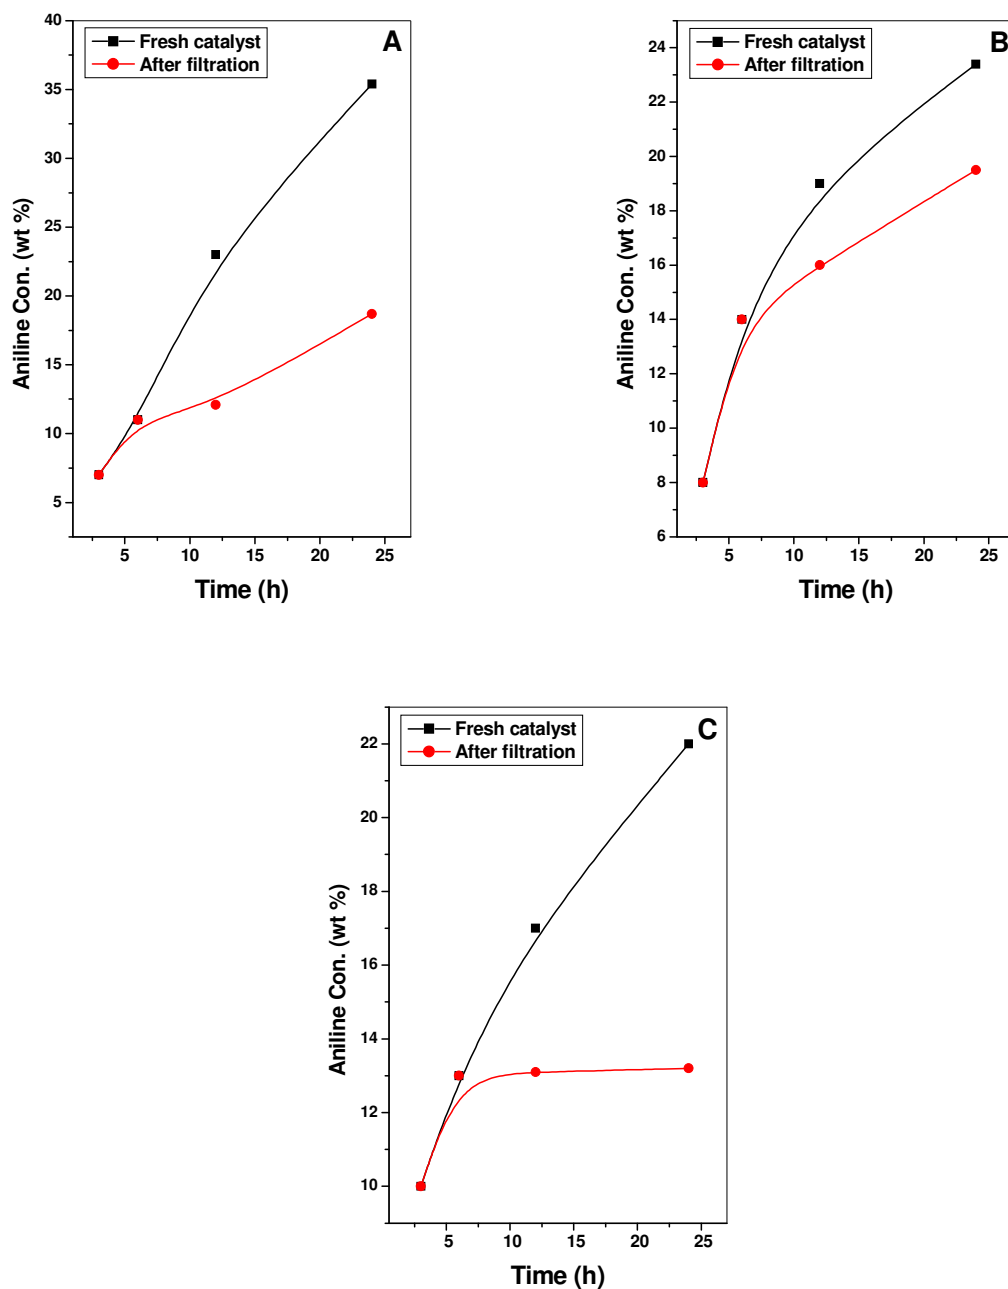 A
Fresh catalyst
After filtration
40
35
30
25
20
15
10
5
Aniline Con. (wt %)
5 10 15 20 25
Time (h)
B
Fresh catalyst
After filtration
24
22
20
18
16
14
12
10
8
6
Aniline Con. (wt %)
5 10 15 20 25
Time (h)
C
Fresh catalyst
After filtration
22
20
18
16
14
12
10
Aniline Con. (wt %)
5 10 15 20 25
Time (h)